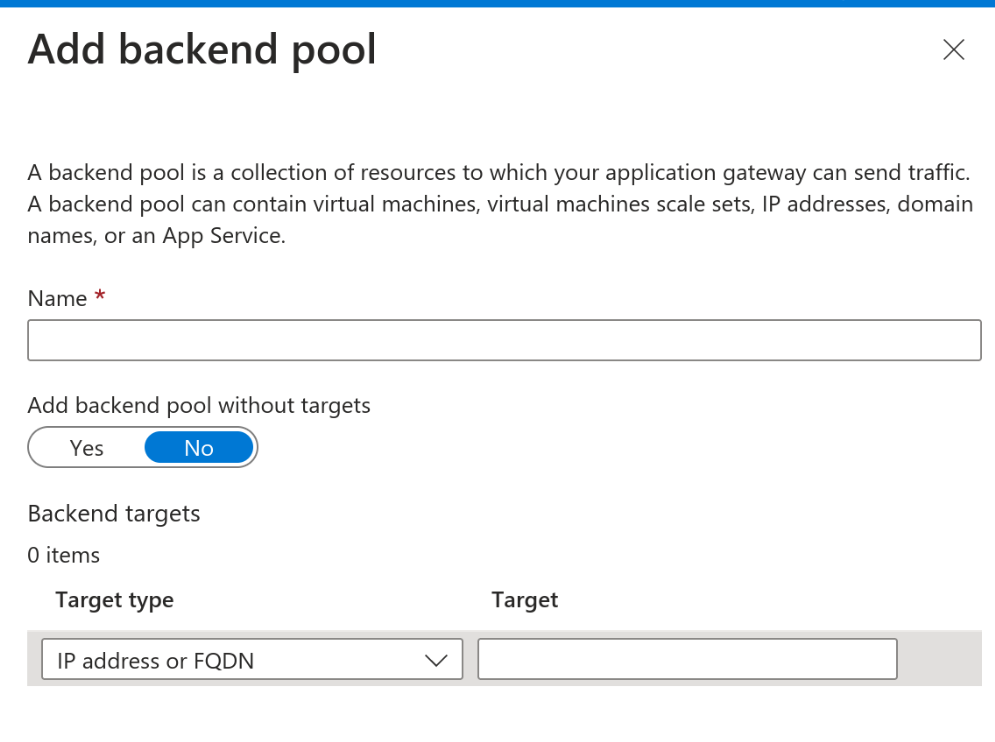 Add backend pool
A backend pool is a collection of resources to which your application gateway can send traffic.
A backend pool can contain virtual machines, virtual machines scale sets, IP addresses, domain
names, or an App Service.
Name *
Add backend pool without targets
Yes No
Backend targets
0 items
Target type Target
IP address or FQDN